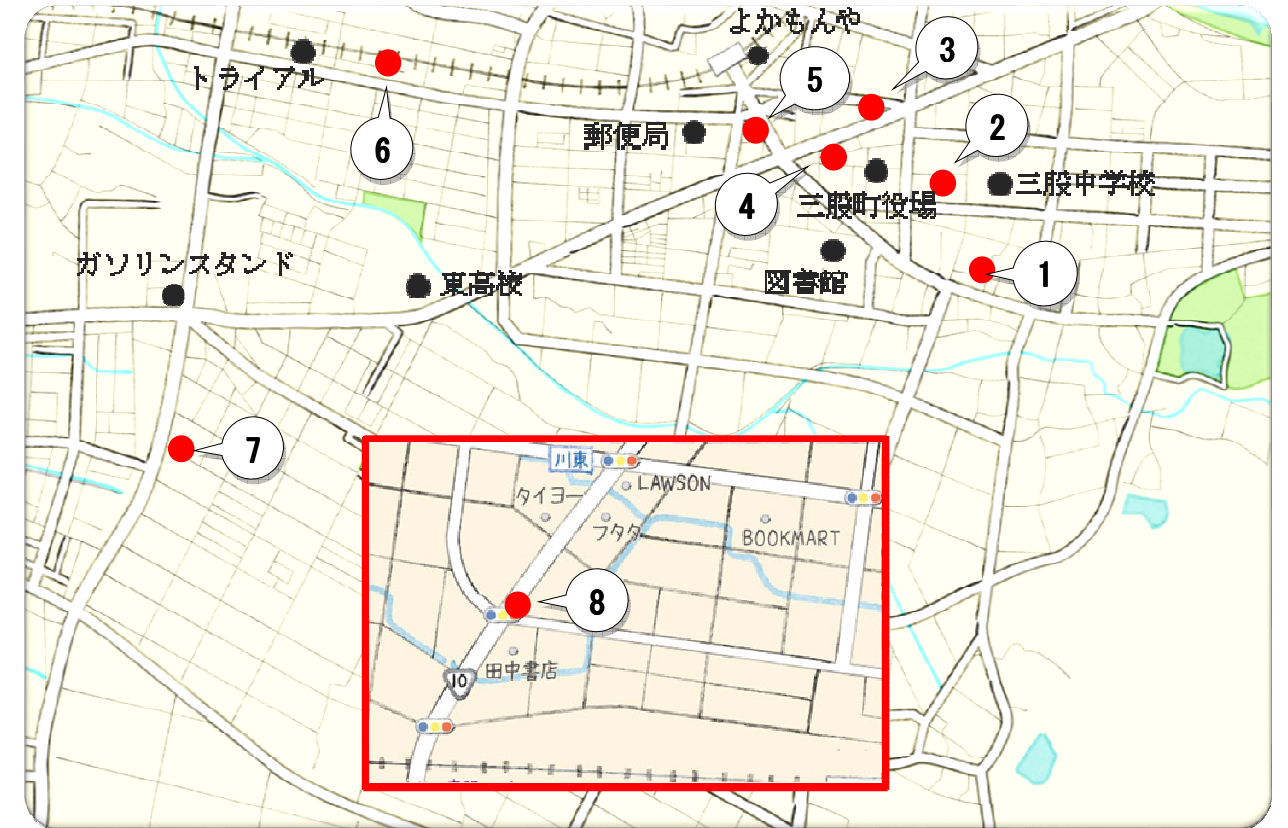 よかもんや
トライアル
3
5
2
6
郵便局
三股中学校
4
三股町役場
ガソリンスタンド
東高校
図書館
1
7
川東
LAWSON
タイヨー
フタタ
BOOKMART
8
田中書店
10